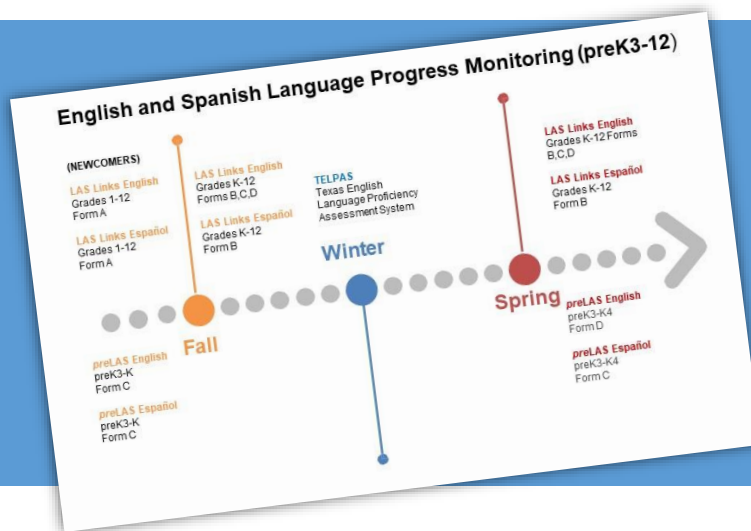 English and Spanish Language Progress Monitoring (preK3-12)
(NEWCOMERS)
LAS Links English
Grades 1-12
Form A
LAS Links Español
Grades 1-12
Form A
LAS Links English
Grades K-12
Forms B,C,D
LAS Links Español
Grades K-12
Form B
TELPAS
Texas English
Language Proficiency
Assessment System
LAS Links English
Grades K-12 Forms
B,C,D
LAS Links Español
Grades K-12
Form B
Fall
Winter
Spring
preLAS English
preK3-K
Form C
preLAS Español
preK3-K
Form C
preLAS English
preK3-K4
Form D
preLAS Español
preK3-K4
Form C